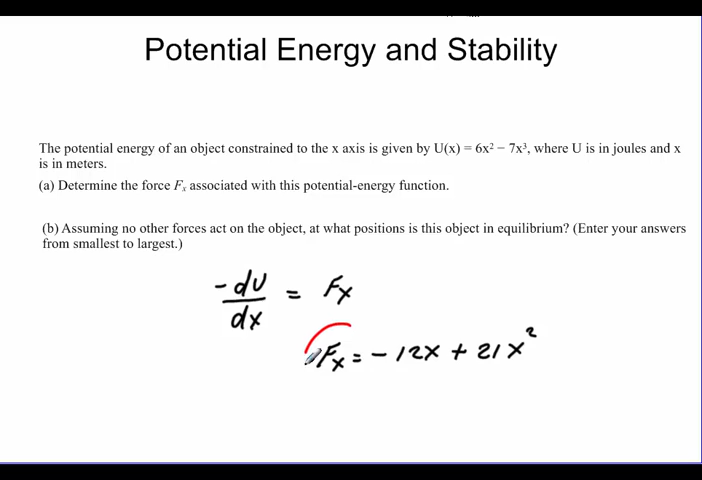 Potential Energy and Stability
The potential energy of an object constrained to the x axis is given by U(x) = 6x² − 7x³, where U is in joules and x
is in meters.
(a) Determine the force Fₓ associated with this potential-energy function.
(b) Assuming no other forces act on the object, at what positions is this object in equilibrium? (Enter your answers
from smallest to largest.)
-dU/dx = Fx
Fx = -12x + 21x²